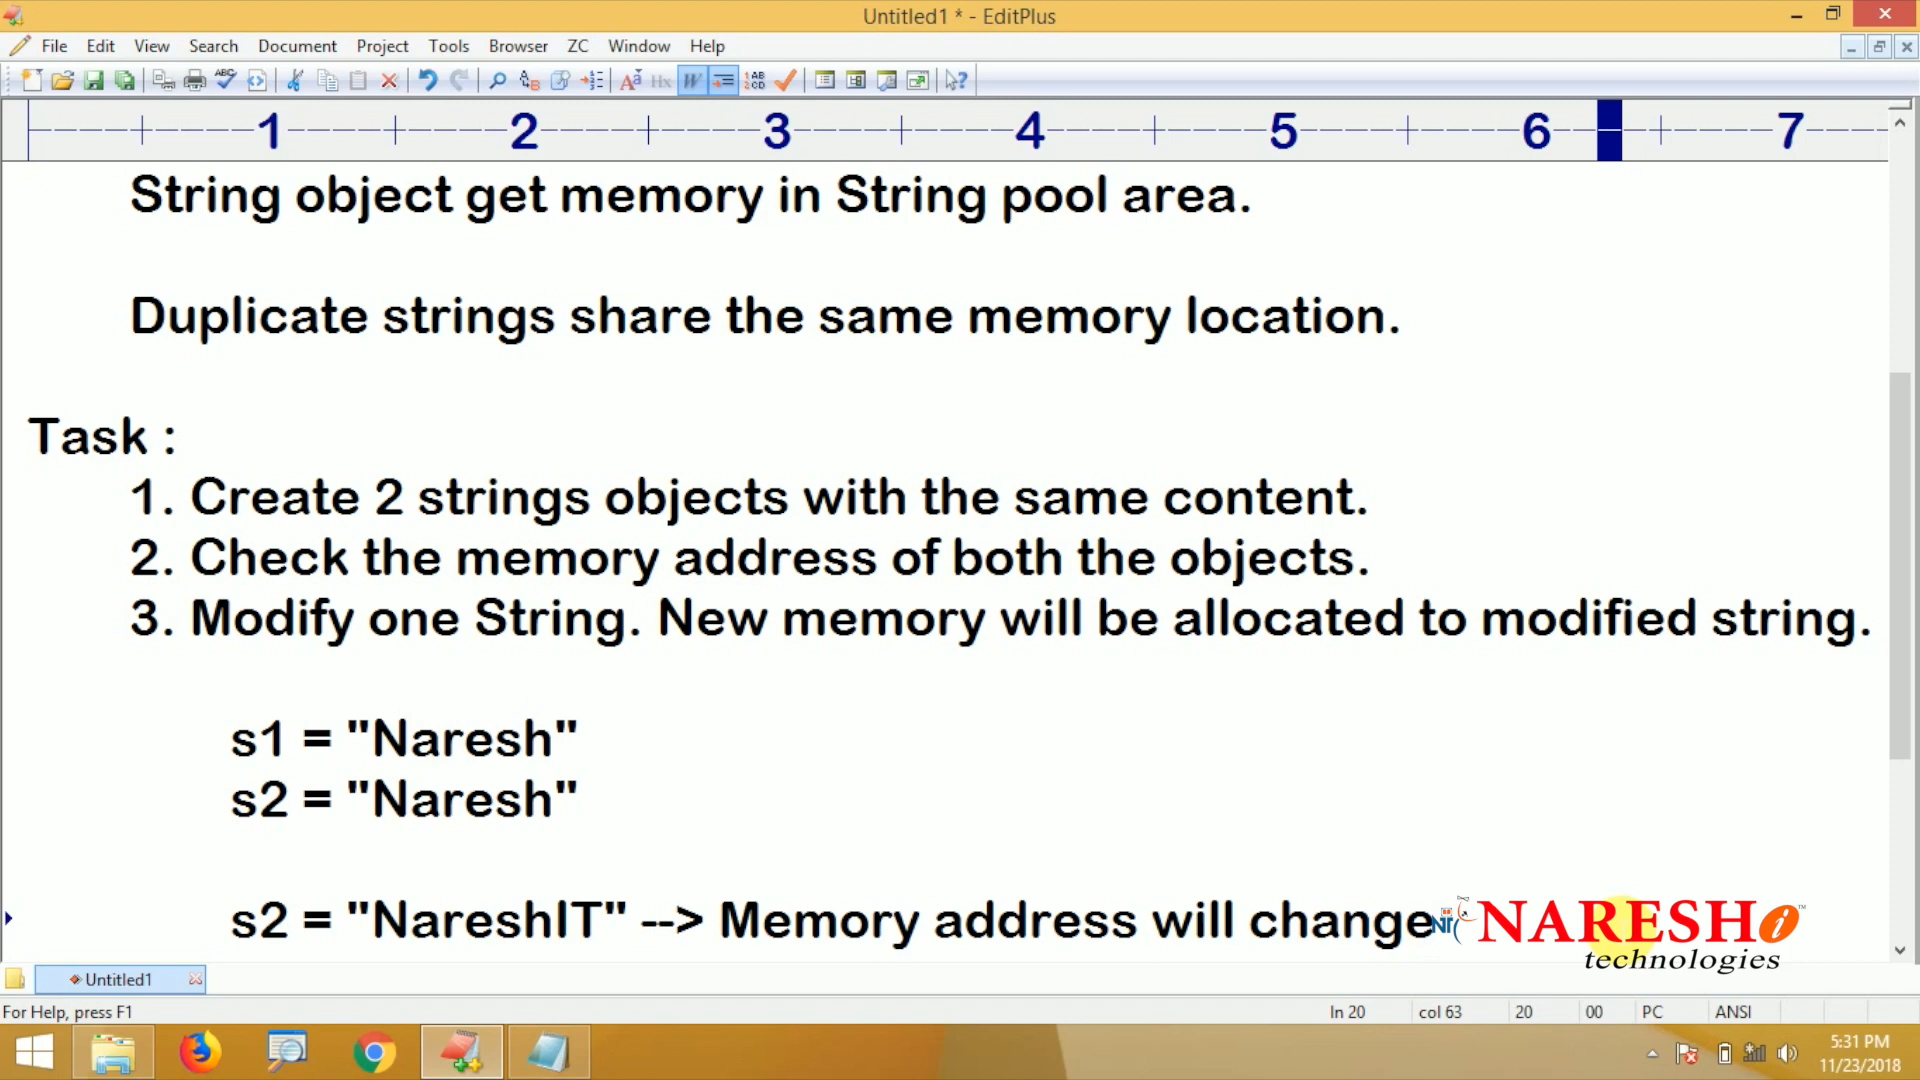 Untitled1 * - EditPlus
File Edit View Search Document Project Tools Browser ZC Window Help
1 2 3 4 5 6 7
String object get memory in String pool area.
Duplicate strings share the same memory location.
Task :
1. Create 2 strings objects with the same content.
2. Check the memory address of both the objects.
3. Modify one String. New memory will be allocated to modified string.
s1 = "Naresh"
s2 = "Naresh"
s2 = "NareshIT" --> Memory address will change
NARESH i
technologies
Untitled1
For Help, press F1 ln 20 col 63 20 00 PC ANSI
5:31 PM
11/23/2018